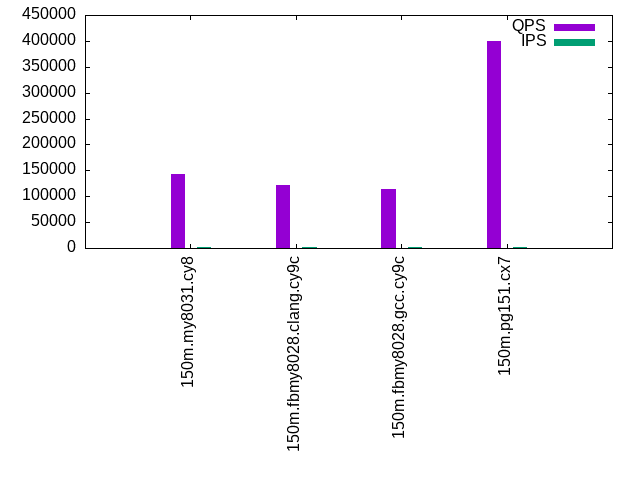 450000
400000
350000
300000
250000
200000
150000
100000
50000
0
QPS
IPS
150m.my8031.cy8
150m.fbmy8028.clang.cy9c
150m.fbmy8028.gcc.cy9c
150m.pg151.cx7